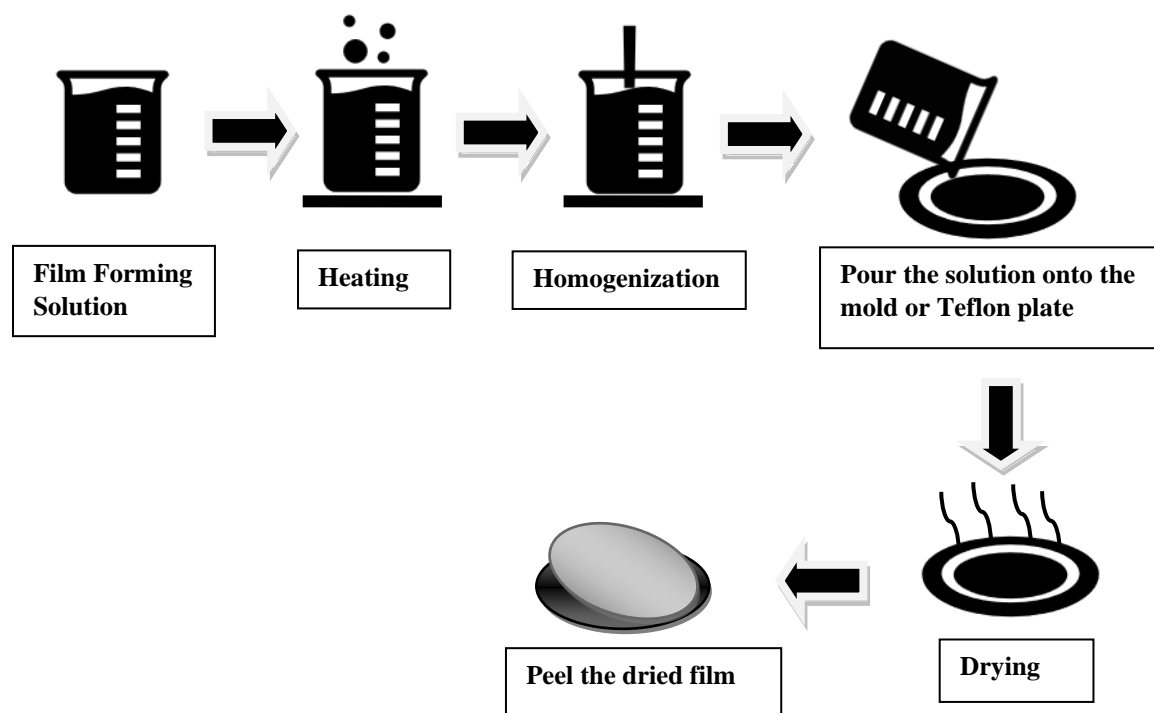 Film Forming
Solution
Heating
Homogenization
Pour the solution onto the
mold or Teflon plate
Drying
Peel the dried film